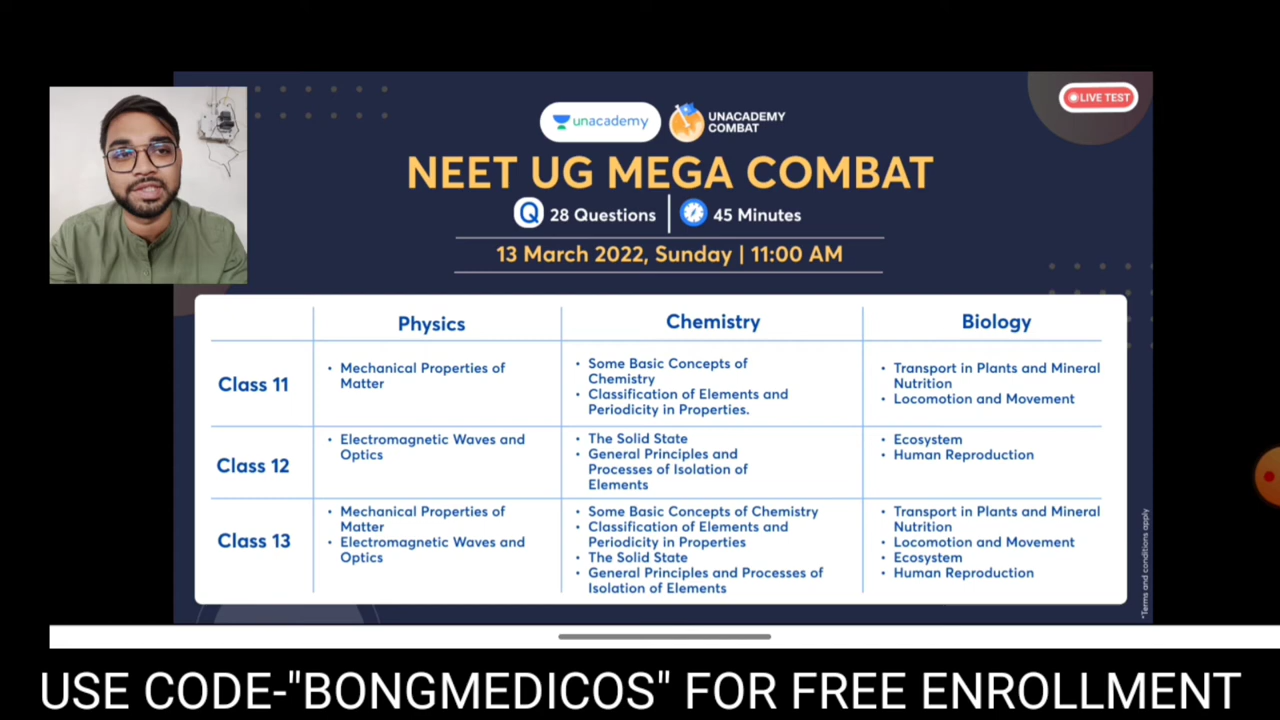 LIVE TEST
unacademy
UNACADEMY
COMBAT
NEET UG MEGA COMBAT
Q 28 Questions | 45 Minutes
13 March 2022, Sunday | 11:00 AM
Physics
Chemistry
Biology
Class 11
• Mechanical Properties of
Matter
• Some Basic Concepts of
Chemistry
• Classification of Elements and
Periodicity in Properties.
• Transport in Plants and Mineral
Nutrition
• Locomotion and Movement
Class 12
• Electromagnetic Waves and
Optics
• The Solid State
• General Principles and
Processes of Isolation of
Elements
• Ecosystem
• Human Reproduction
Class 13
• Mechanical Properties of
Matter
• Electromagnetic Waves and
Optics
• Some Basic Concepts of Chemistry
• Classification of Elements and
Periodicity in Properties
• The Solid State
• General Principles and Processes of
Isolation of Elements
• Transport in Plants and Mineral
Nutrition
• Locomotion and Movement
• Ecosystem
• Human Reproduction
*Terms and conditions apply
USE CODE-"BONGMEDICOS" FOR FREE ENROLLMENT